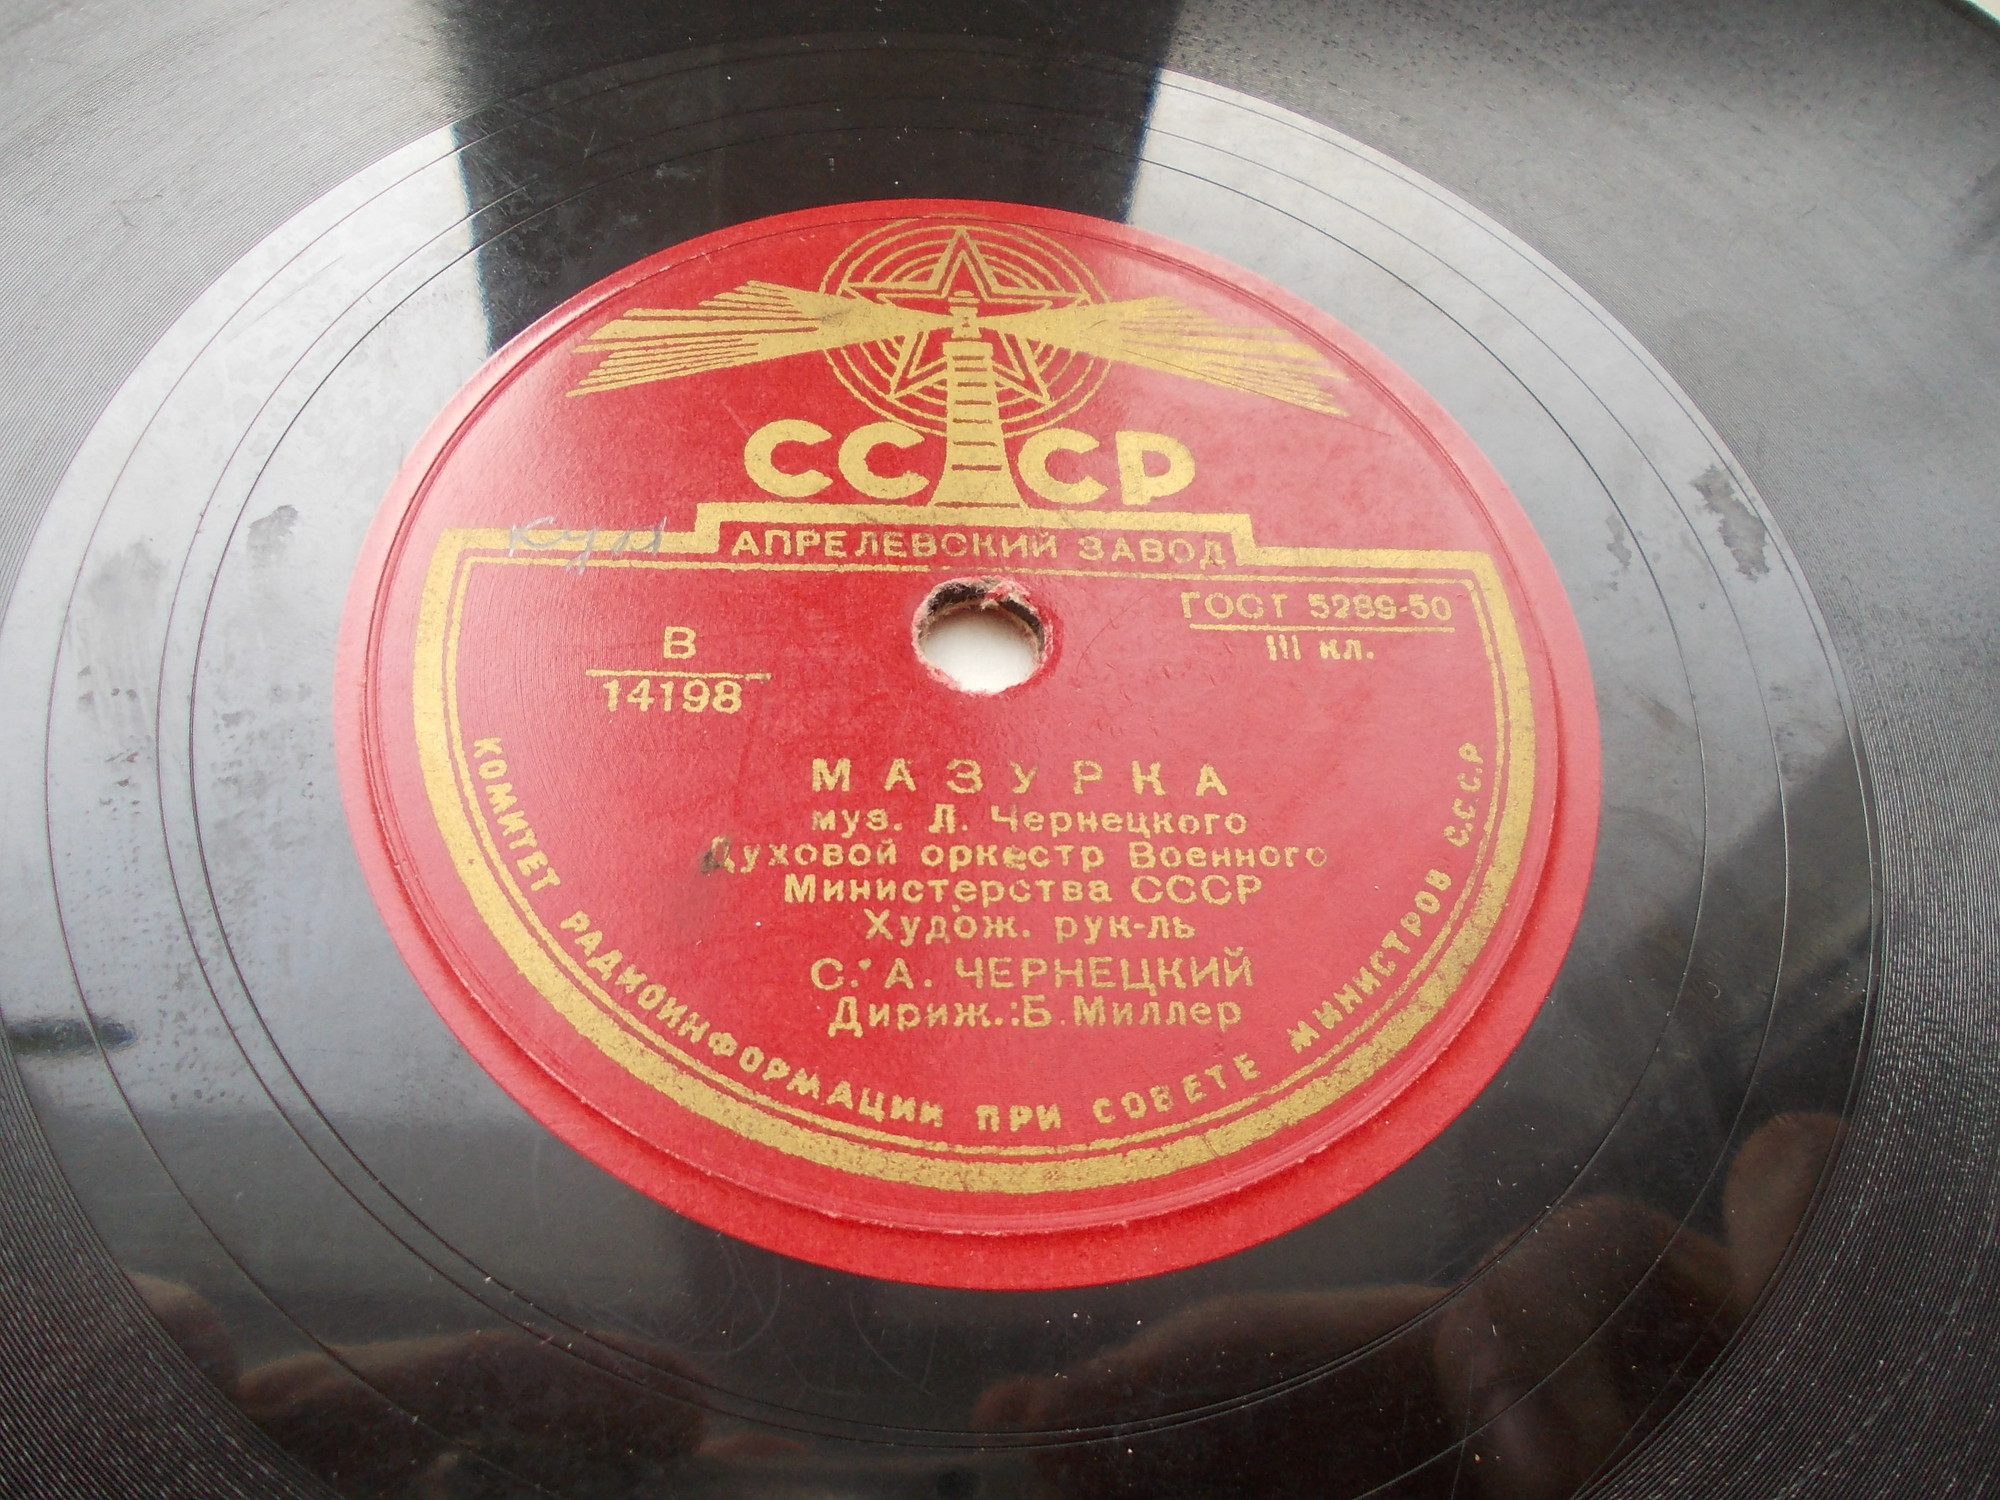 СССР
АПРЕЛЕВСКИЙ ЗАВОД
ГОСТ 5289-50
III кл.
В
14198
МАЗУРКА
муз. Л. Чернецкого
Духовой оркестр Военного
Министерства СССР
Худож. рук-ль
С. А. ЧЕРНЕЦКИЙ
Дириж.: Б. Миллер
КОМИТЕТ РАДИОИНФОРМАЦИИ ПРИ СОВЕТЕ МИНИСТРОВ С.С.С.Р